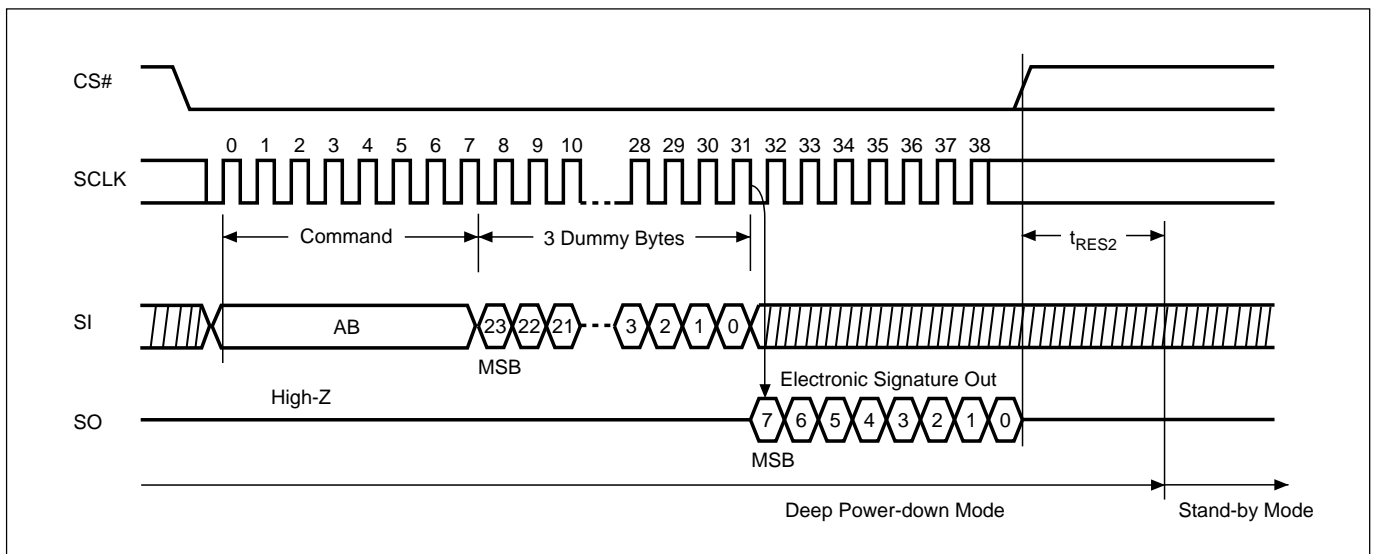 CS#
0 1 2 3 4 5 6 7 8 9 10 28 29 30 31 32 33 34 35 36 37 38
SCLK
Command 3 Dummy Bytes tRES2
SI AB 23 22 21 3 2 1 0
MSB
High-Z Electronic Signature Out
SO 7 6 5 4 3 2 1 0
MSB
Deep Power-down Mode Stand-by Mode